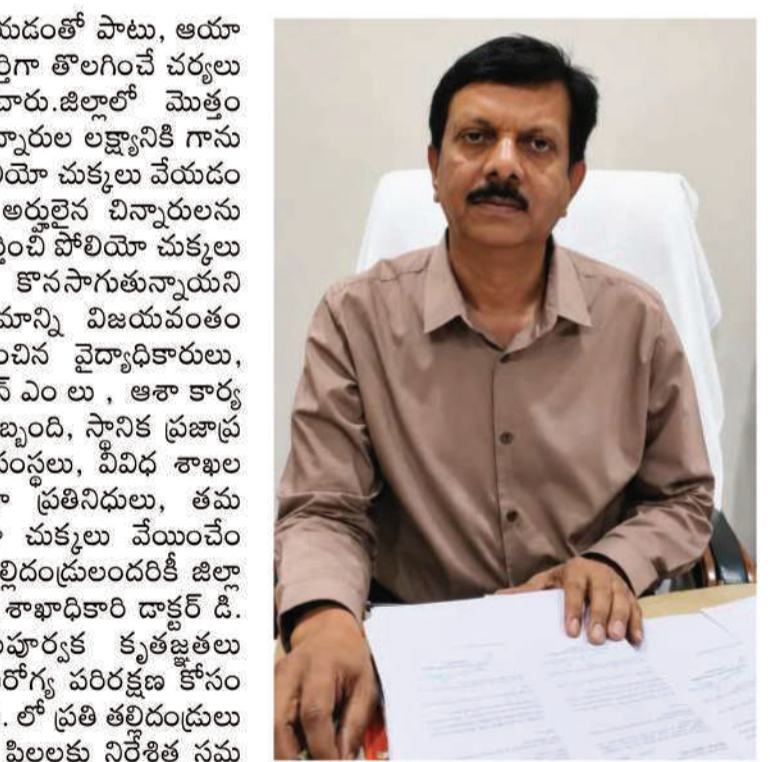 యడంతో పాటు, ఆయా
ర్తిగా తొలగించే చర్యలు
చారు.జిల్లాలో మొత్తం
న్నారుల లక్ష్యానికి గాను
లియో చుక్కలు వేయడం
అర్హులైన చిన్నారులను
ర్తించి పోలియో చుక్కలు
కొనసాగుతున్నాయని
మాన్ని విజయవంతం
ంచిన వైద్యాధికారులు,
న్ ఎం లు , ఆశా కార్య
బ్బంది, స్థానిక ప్రజాప్ర
సంస్థలు, వివిధ శాఖల
ప్రతినిధులు, తమ
చుక్కలు వేయించేం
ల్లిదండ్రులందరికీ జిల్లా
శాఖాధికారి డాక్టర్ డి.
పూర్వక కృతజ్ఞతలు
రోగ్య పరిరక్షణ కోసం
. లో ప్రతి తల్లిదండ్రులు
పిల్లలకు నిర్దేశిత సమ